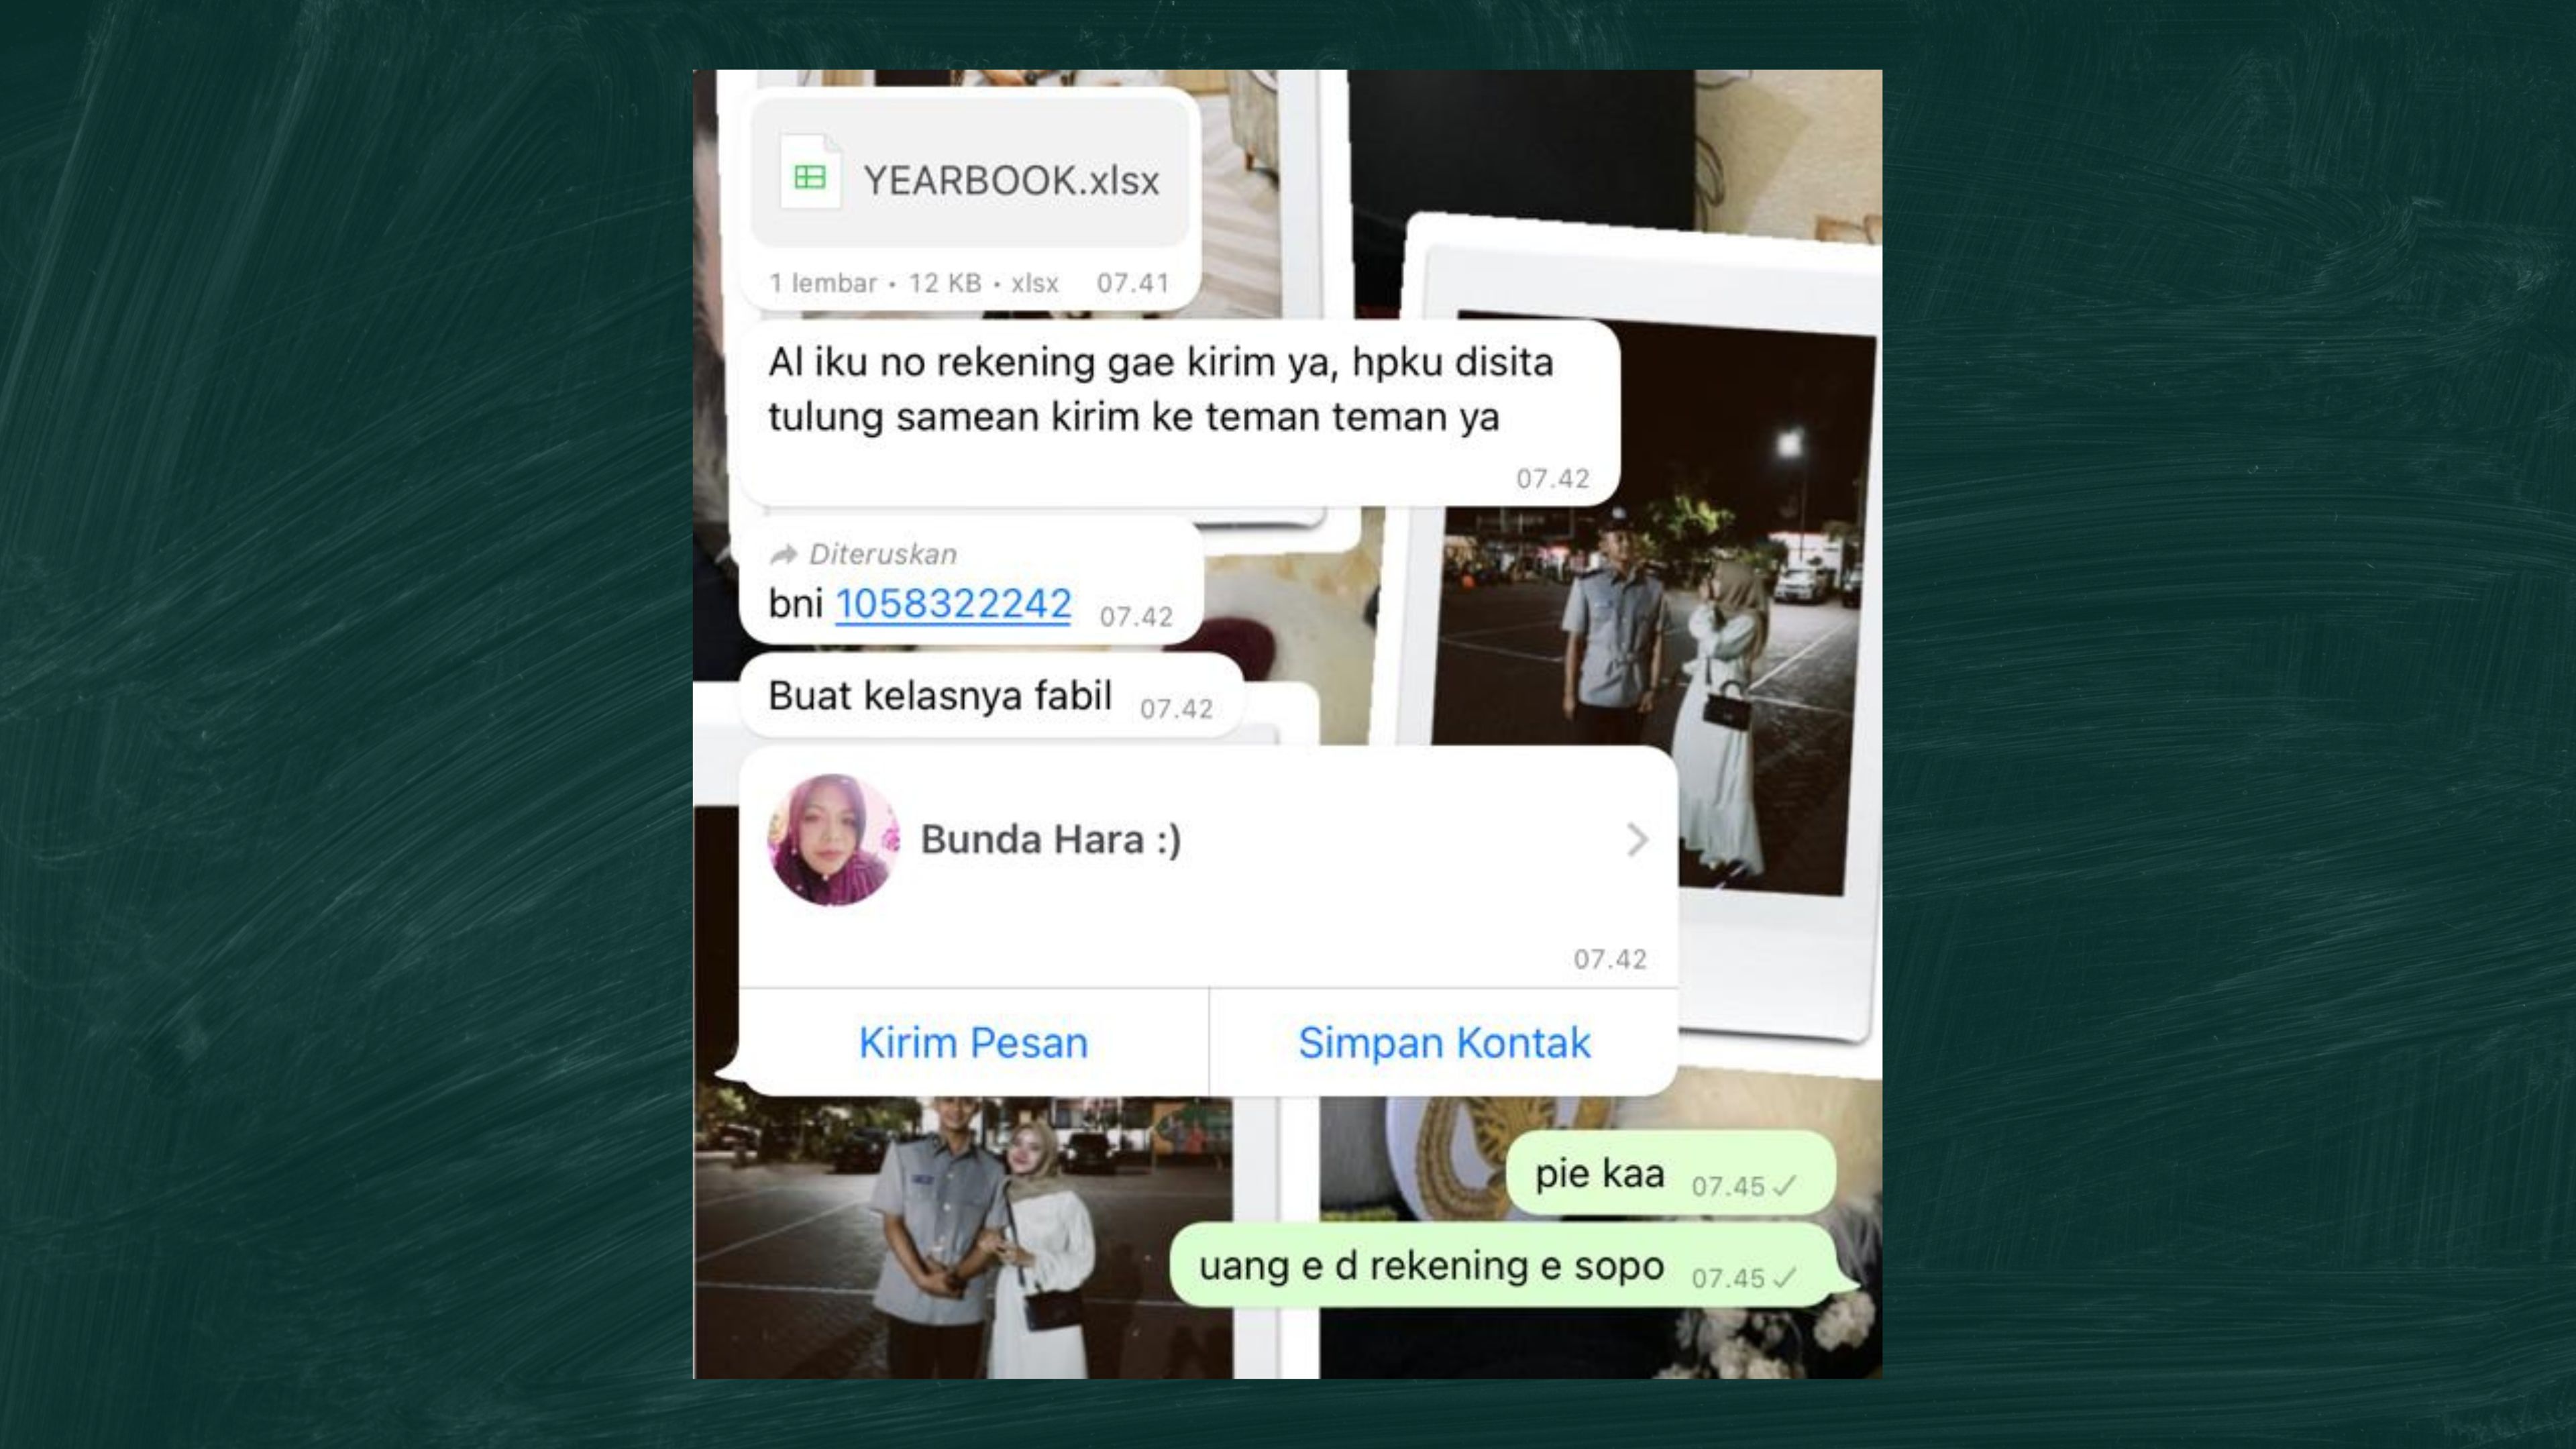 YEARBOOK.xlsx
1 lembar • 12 KB • xlsx 07.41
Al iku no rekening gae kirim ya, hpku disita
tulung samean kirim ke teman teman ya
07.42
Diteruskan
bni 1058322242 07.42
Buat kelasnya fabil 07.42
Bunda Hara :)
07.42
Kirim Pesan
Simpan Kontak
pie kaa 07.45
uang e d rekening e sopo 07.45